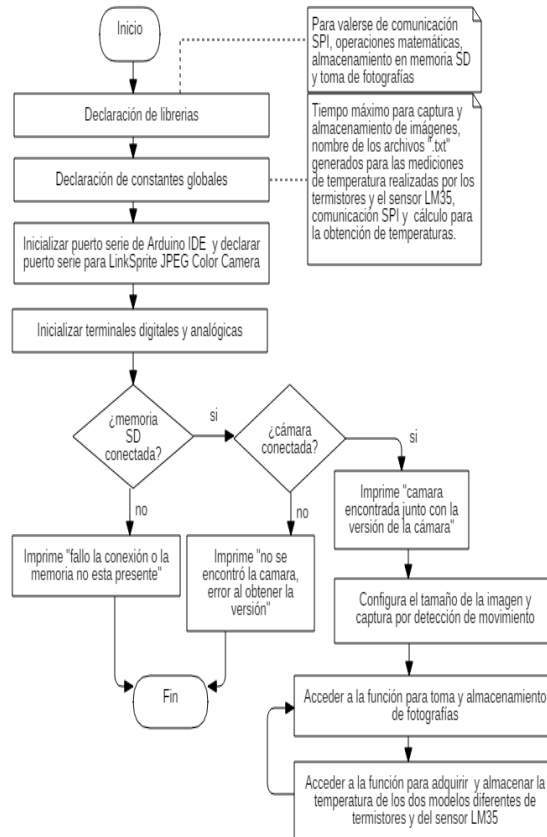 Inicio
Para valerse de comunicación
SPI, operaciones matemáticas,
almacenamiento en memoria SD
y toma de fotografías
Declaración de librerias
Tiempo máximo para captura y
almacenamiento de imágenes,
nombre de los archivos ".txt"
generados para las mediciones
de temperatura realizadas por los
termistores y el sensor LM35,
comunicación SPI y cálculo para
la obtención de temperaturas.
Declaración de constantes globales
Inicializar puerto serie de Arduino IDE y declarar
puerto serie para LinkSprite JPEG Color Camera
Inicializar terminales digitales y analógicas
¿memoria
SD
conectada?
si
¿cámara
conectada?
si
no
no
Imprime "camara
encontrada junto con la
versión de la cámara"
Imprime "fallo la conexión o la
memoria no esta presente"
Imprime "no se
encontró la camara,
error al obtener la
versión"
Configura el tamaño de la imagen y
captura por detección de movimiento
Fin
Acceder a la función para toma y almacenamiento
de fotografías
Acceder a la función para adquirir y almacenar la
temperatura de los dos modelos diferentes de
termistores y del sensor LM35